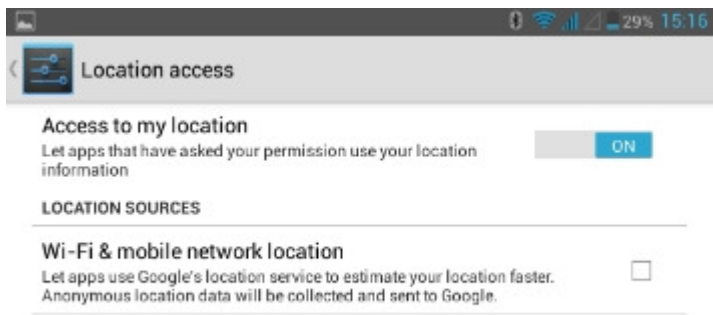 29% 15:16
Location access
Access to my location
Let apps that have asked your permission use your location
information
ON
LOCATION SOURCES
Wi-Fi & mobile network location
Let apps use Google's location service to estimate your location faster.
Anonymous location data will be collected and sent to Google.